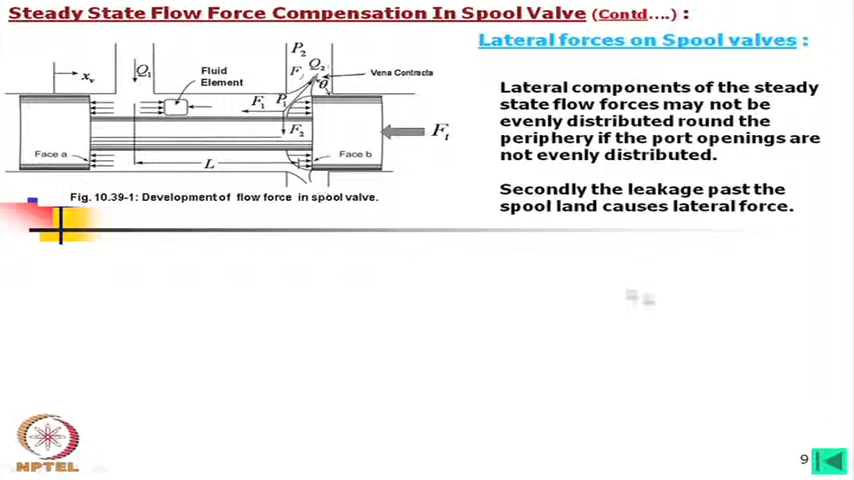 Steady State Flow Force Compensation In Spool Valve (Contd….) :
Lateral forces on Spool valves :
P2
Q1
Q2
xv
Fluid
Element
Fj
Vena Contracta
θ
F1
P1
F2
Ft
Face a
L
Face b
Fig. 10.39-1: Development of flow force in spool valve.
Lateral components of the steady
state flow forces may not be
evenly distributed round the
periphery if the port openings are
not evenly distributed.
Secondly the leakage past the
spool land causes lateral force.
NPTEL
9